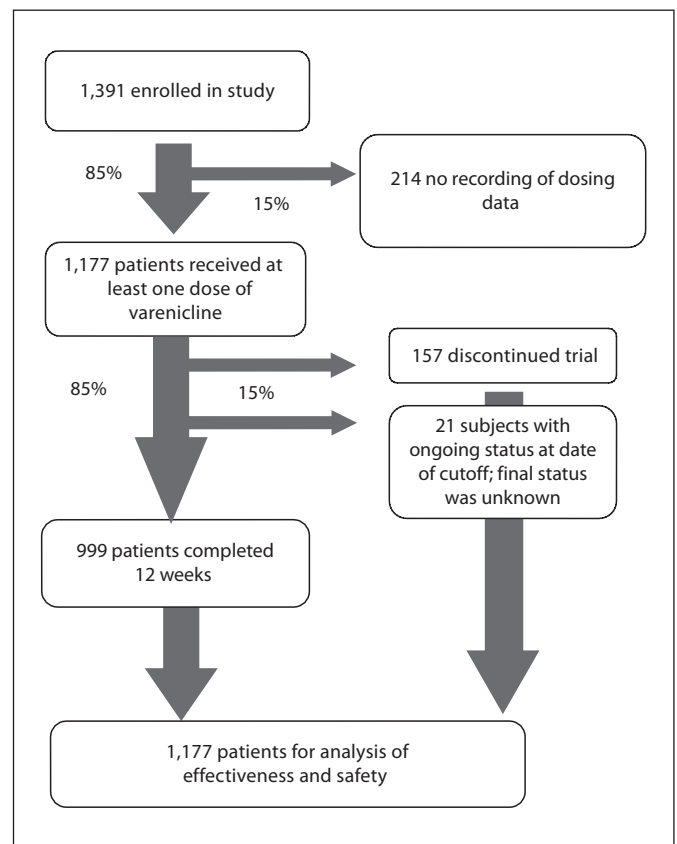 1,391 enrolled in study
85%
15%
214 no recording of dosing
data
1,177 patients received at
least one dose of
varenicline
85%
15%
157 discontinued trial
21 subjects with
ongoing status at date
of cutoff; final status
was unknown
999 patients completed
12 weeks
1,177 patients for analysis of
effectiveness and safety